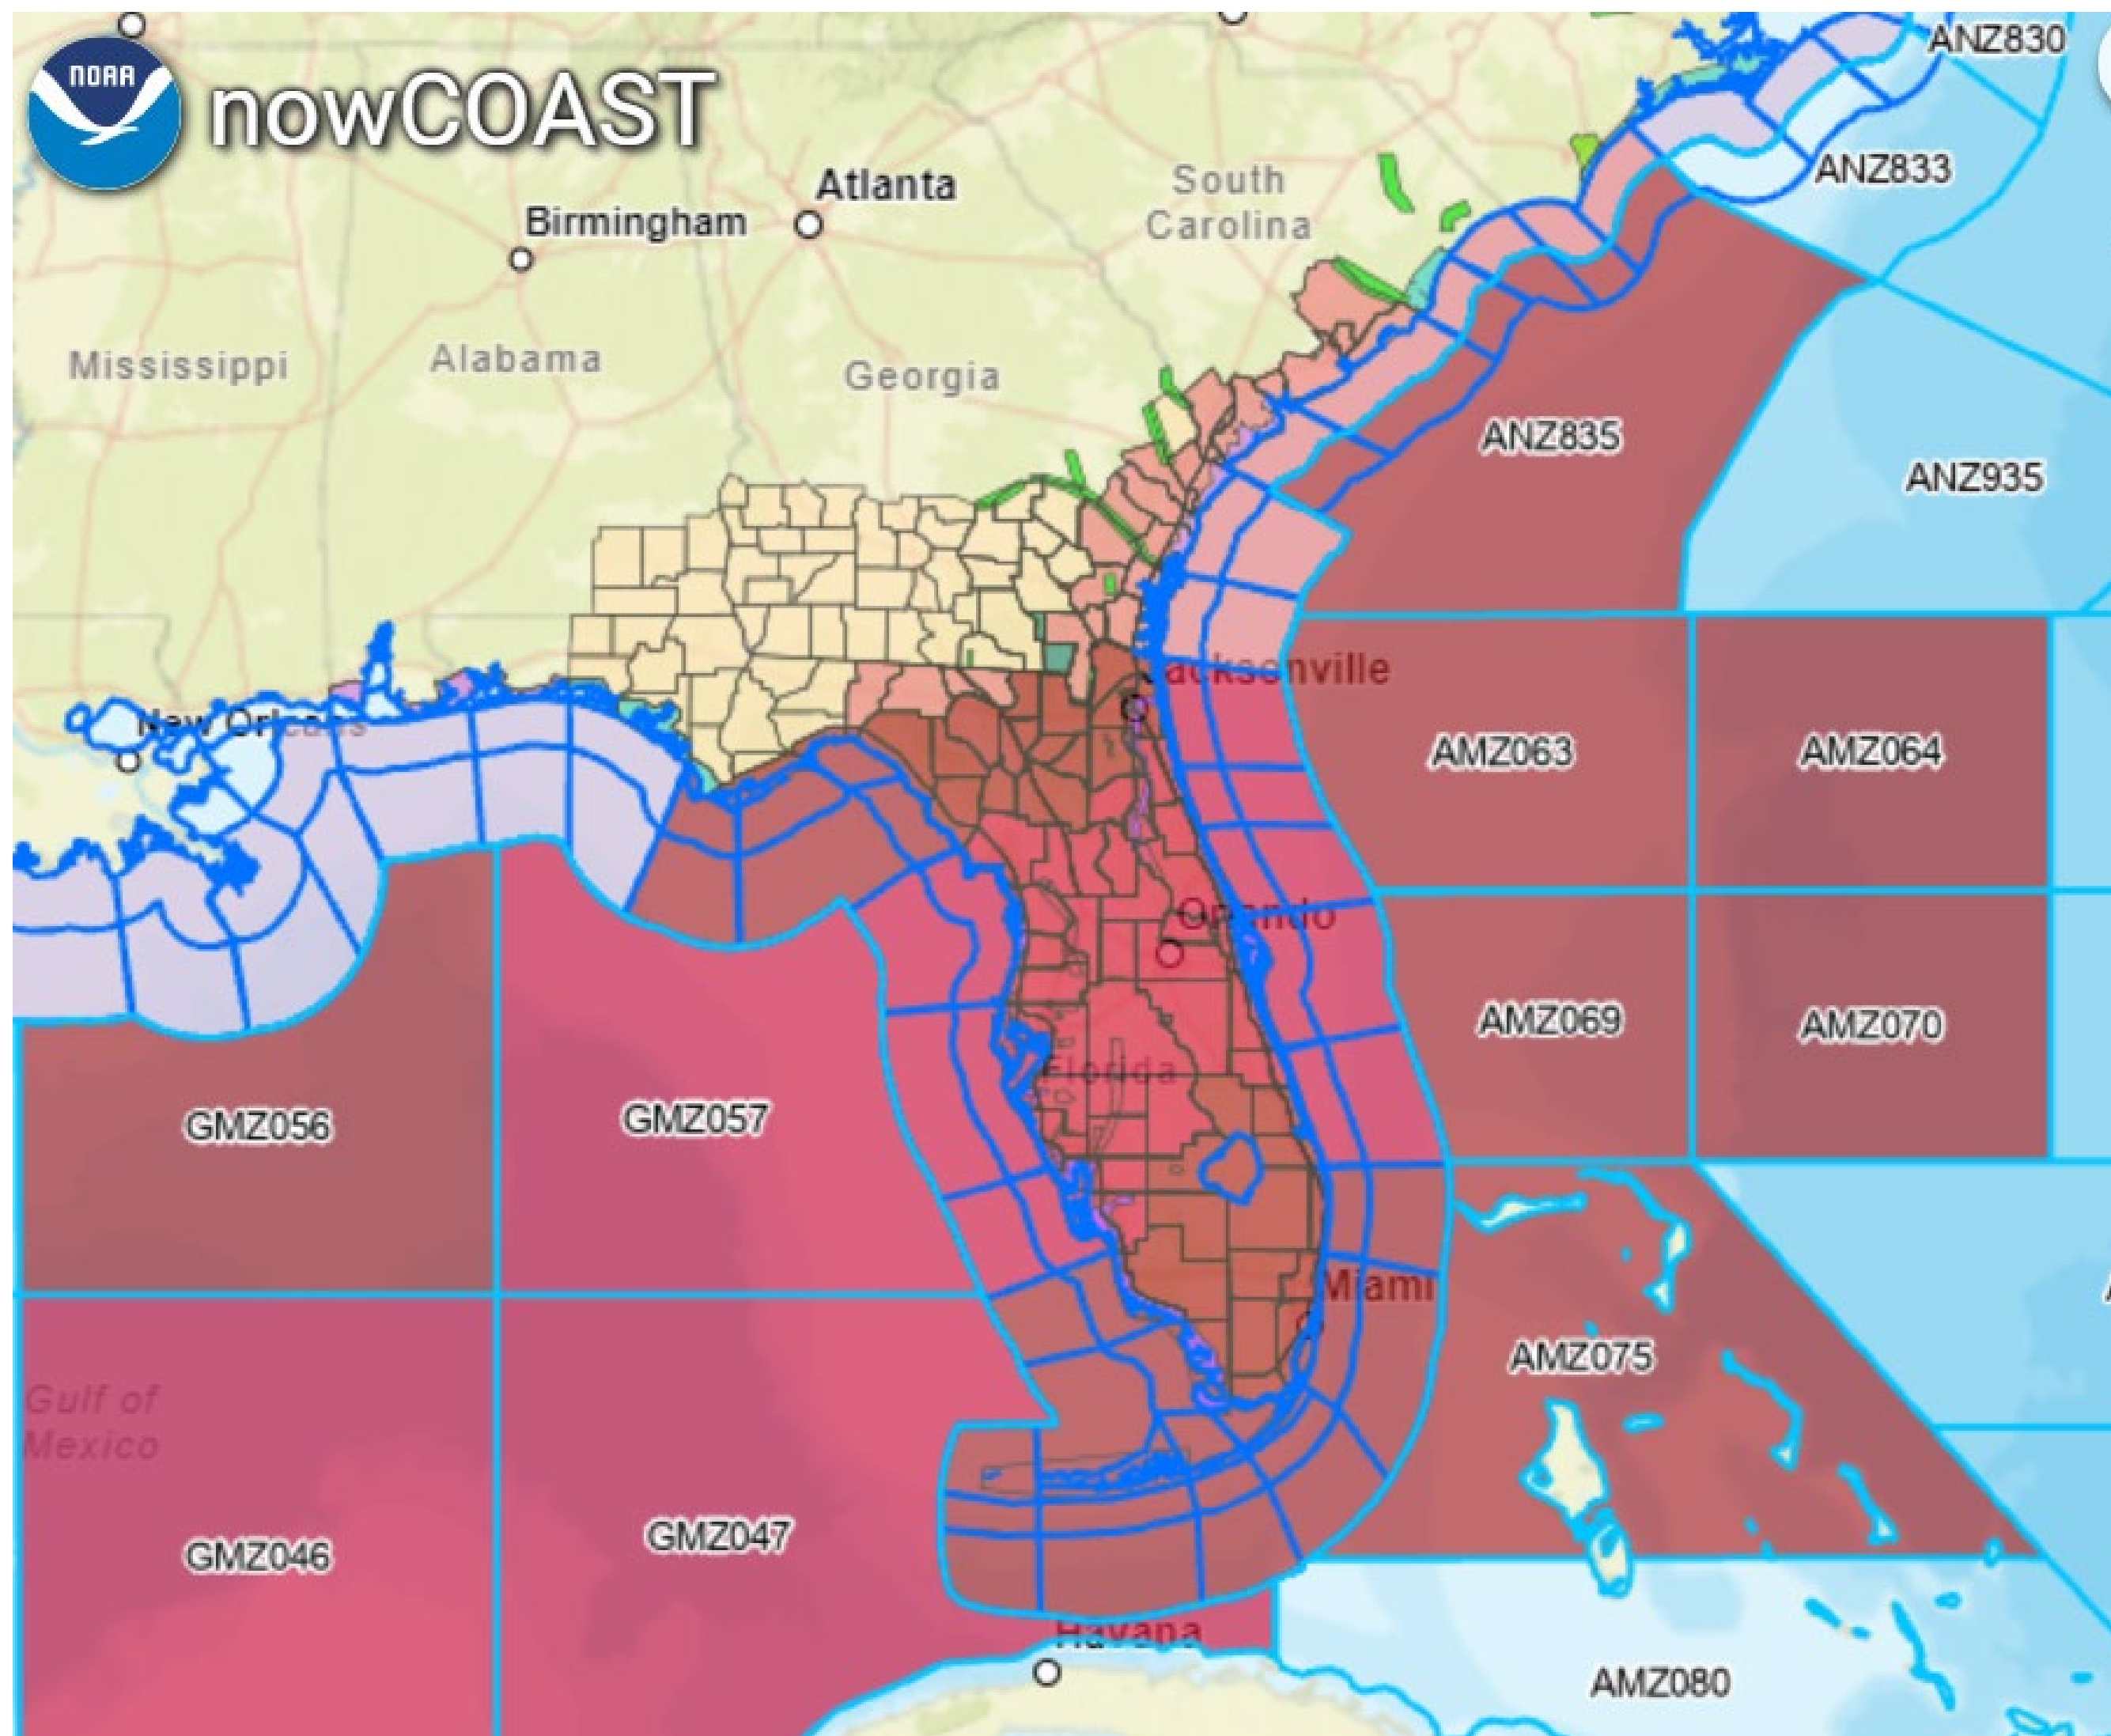 ANZ830
NOAA
nowCOAST
ANZ833
Atlanta
South
Carolina
Birmingham
Mississippi
Alabama
Georgia
ANZ835
ANZ935
Jacksonville
New Orleans
AMZ063
AMZ064
Orlando
AMZ069
AMZ070
Florida
GMZ056
GMZ057
Miami
AMZ075
Gulf of
Mexico
GMZ046
GMZ047
Havana
AMZ080